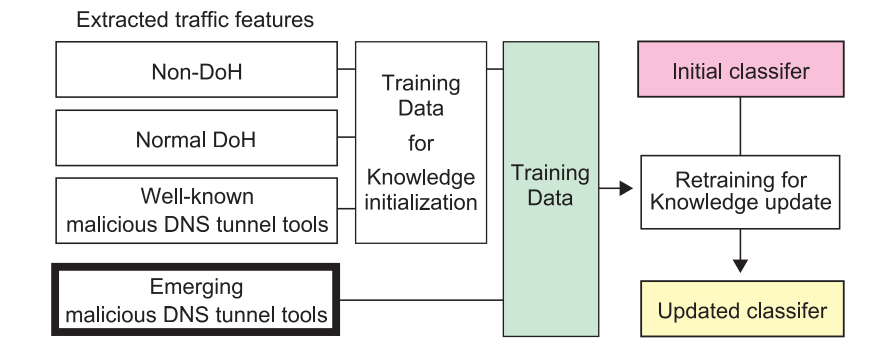 Extracted traffic features
Non-DoH
Normal DoH
Well-known
malicious DNS tunnel tools
Emerging
malicious DNS tunnel tools
Training
Data
for
Knowledge
initialization
Training
Data
Initial classifer
Retraining for
Knowledge update
Updated classifer